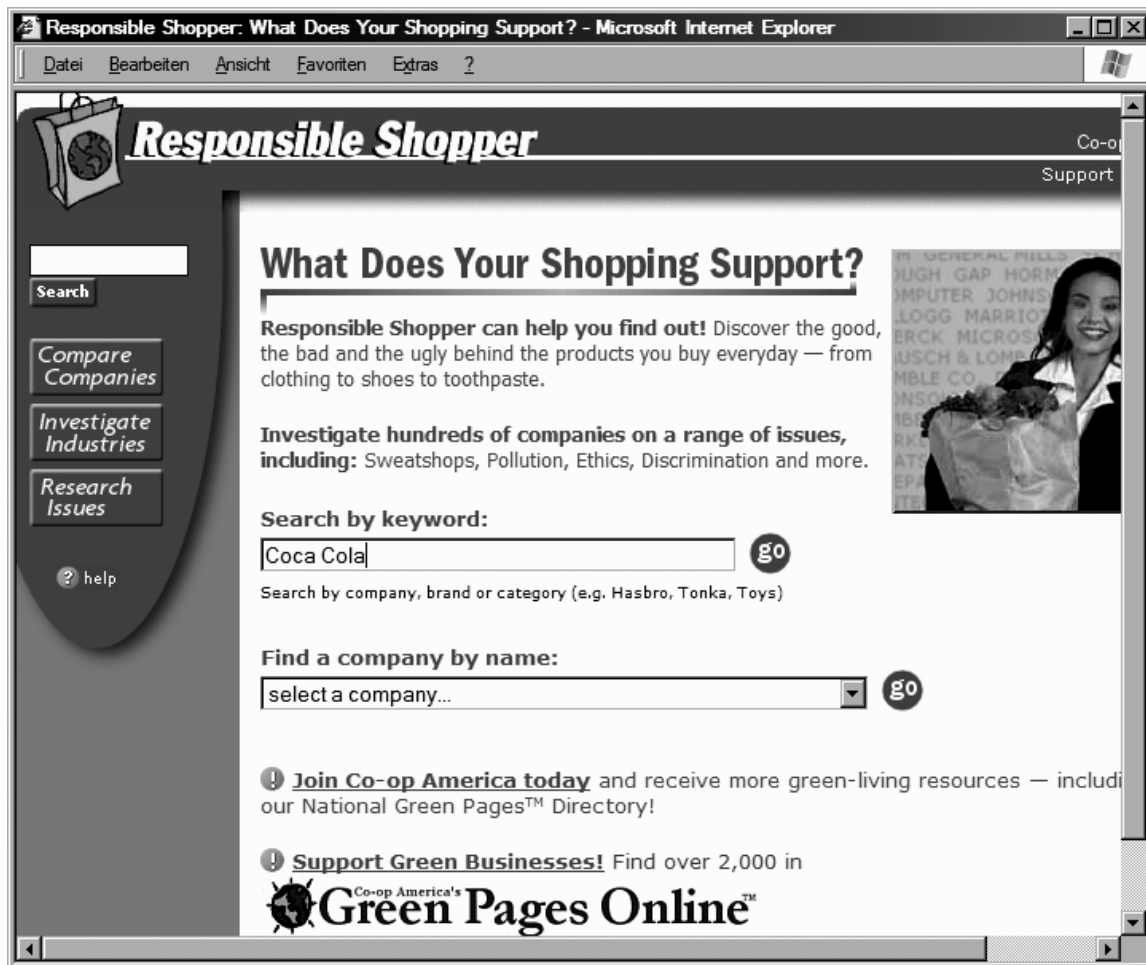 Responsible Shopper: What Does Your Shopping Support? - Microsoft Internet Explorer
Datei Bearbeiten Ansicht Favoriten Extras ?
Responsible Shopper
Support
Search
Compare
Companies
Investigate
Industries
Research
Issues
? help
What Does Your Shopping Support?
Responsible Shopper can help you find out! Discover the good,
the bad and the ugly behind the products you buy everyday — from
clothing to shoes to toothpaste.
Investigate hundreds of companies on a range of issues,
including: Sweatshops, Pollution, Ethics, Discrimination and more.
GENERAL MILLS
GAP
Search by keyword:
Coca Cola
go
Search by company, brand or category (e.g. Hasbro, Tonka, Toys)
Find a company by name:
select a company...
go
Join Co-op America today and receive more green-living resources —
our National Green Pages™ Directory!
Support Green Businesses! Find over 2,000 in
Co-op America's
Green Pages Online™